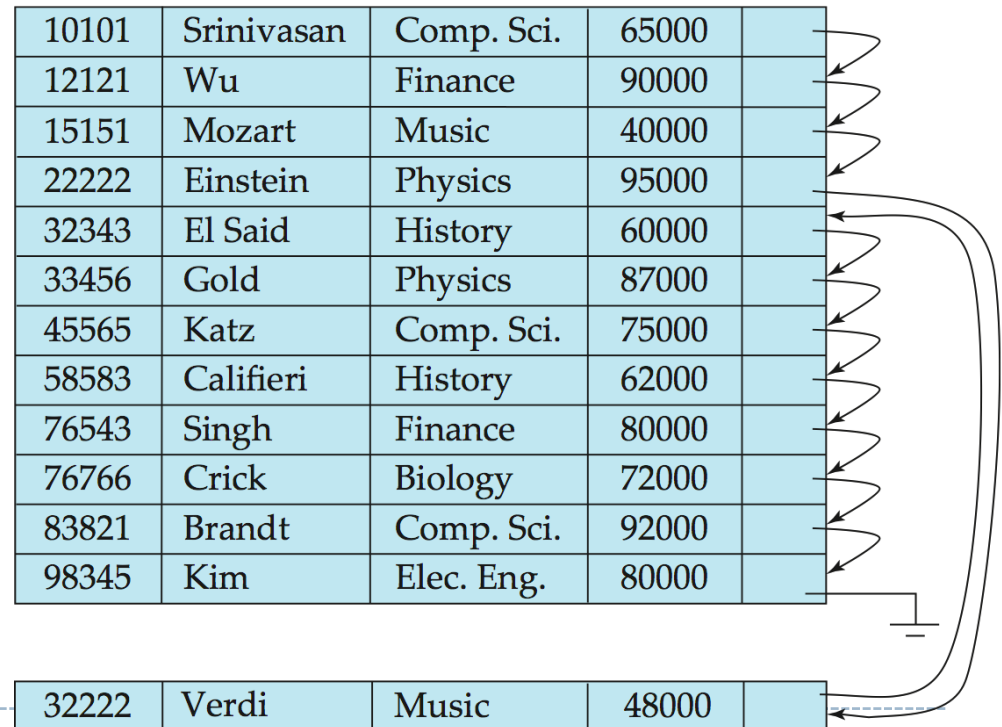 10101 Srinivasan Comp. Sci. 65000
12121 Wu Finance 90000
15151 Mozart Music 40000
22222 Einstein Physics 95000
32343 El Said History 60000
33456 Gold Physics 87000
45565 Katz Comp. Sci. 75000
58583 Califieri History 62000
76543 Singh Finance 80000
76766 Crick Biology 72000
83821 Brandt Comp. Sci. 92000
98345 Kim Elec. Eng. 80000
32222 Verdi Music 48000